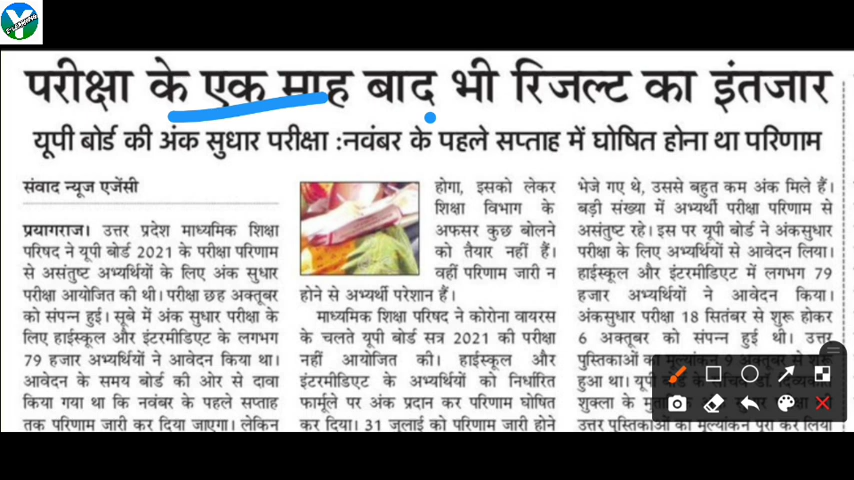 परीक्षा के एक माह बाद भी रिजल्ट का इंतजार
यूपी बोर्ड की अंक सुधार परीक्षा :नवंबर के पहले सप्ताह में घोषित होना था परिणाम
संवाद न्यूज एजेंसी
प्रयागराज। उत्तर प्रदेश माध्यमिक शिक्षा
परिषद ने यूपी बोर्ड 2021 के परीक्षा परिणाम
से असंतुष्ट अभ्यर्थियों के लिए अंक सुधार
परीक्षा आयोजित की थी। परीक्षा छह अक्तूबर
को संपन्न हुई। सूबे में अंक सुधार परीक्षा के
लिए हाईस्कूल और इंटरमीडिएट के लगभग
79 हजार अभ्यर्थियों ने आवेदन किया था।
आवेदन के समय बोर्ड की ओर से दावा
किया गया था कि नवंबर के पहले सप्ताह
तक परिणाम जारी कर दिया जाएगा। लेकिन
होगा, इसको लेकर
शिक्षा विभाग के
अफसर कुछ बोलने
को तैयार नहीं हैं।
वहीं परिणाम जारी न
होने से अभ्यर्थी परेशान हैं।
माध्यमिक शिक्षा परिषद ने कोरोना वायरस
के चलते यूपी बोर्ड सत्र 2021 की परीक्षा
नहीं आयोजित की। हाईस्कूल और
इंटरमीडिएट के अभ्यर्थियों को निर्धारित
फार्मूले पर अंक प्रदान कर परिणाम घोषित
कर दिया। 31 जुलाई को परिणाम जारी होने
भेजे गए थे, उससे बहुत कम अंक मिले हैं।
बड़ी संख्या में अभ्यर्थी परीक्षा परिणाम से
असंतुष्ट रहे। इस पर यूपी बोर्ड ने अंकसुधार
परीक्षा के लिए अभ्यर्थियों से आवेदन लिया।
हाईस्कूल और इंटरमीडिएट में लगभग 79
हजार अभ्यर्थियों ने आवेदन किया।
अंकसुधार परीक्षा 18 सितंबर से शुरू होकर
6 अक्तूबर को संपन्न हुई थी। उत्तर
पुस्तिकाओं का मूल्यांकन 9 अक्तूबर से शुरू
हुआ था। यूपी बोर्ड के सचिव
शुक्ला के
उत्तर पुस्तिकाओं का मूल्यांकन पूरा कर लिया